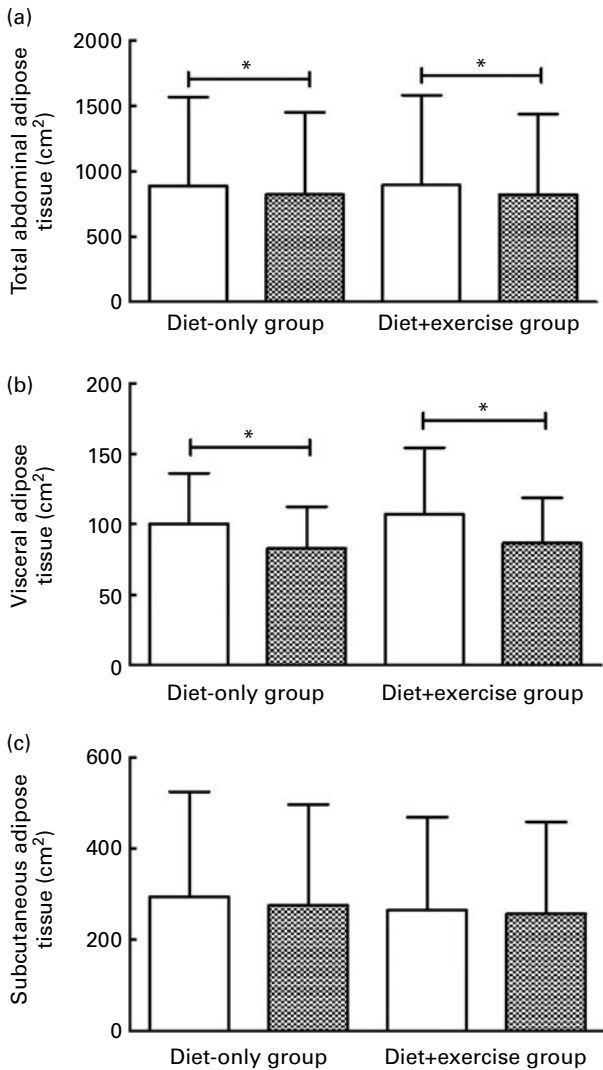 (a)
Total abdominal adipose
tissue (cm²)
2000
1500
1000
500
0
*
*
Diet-only group
Diet+exercise group
(b)
Visceral adipose
tissue (cm²)
200
150
100
50
0
*
*
Diet-only group
Diet+exercise group
(c)
Subcutaneous adipose
tissue (cm²)
600
400
200
0
Diet-only group
Diet+exercise group